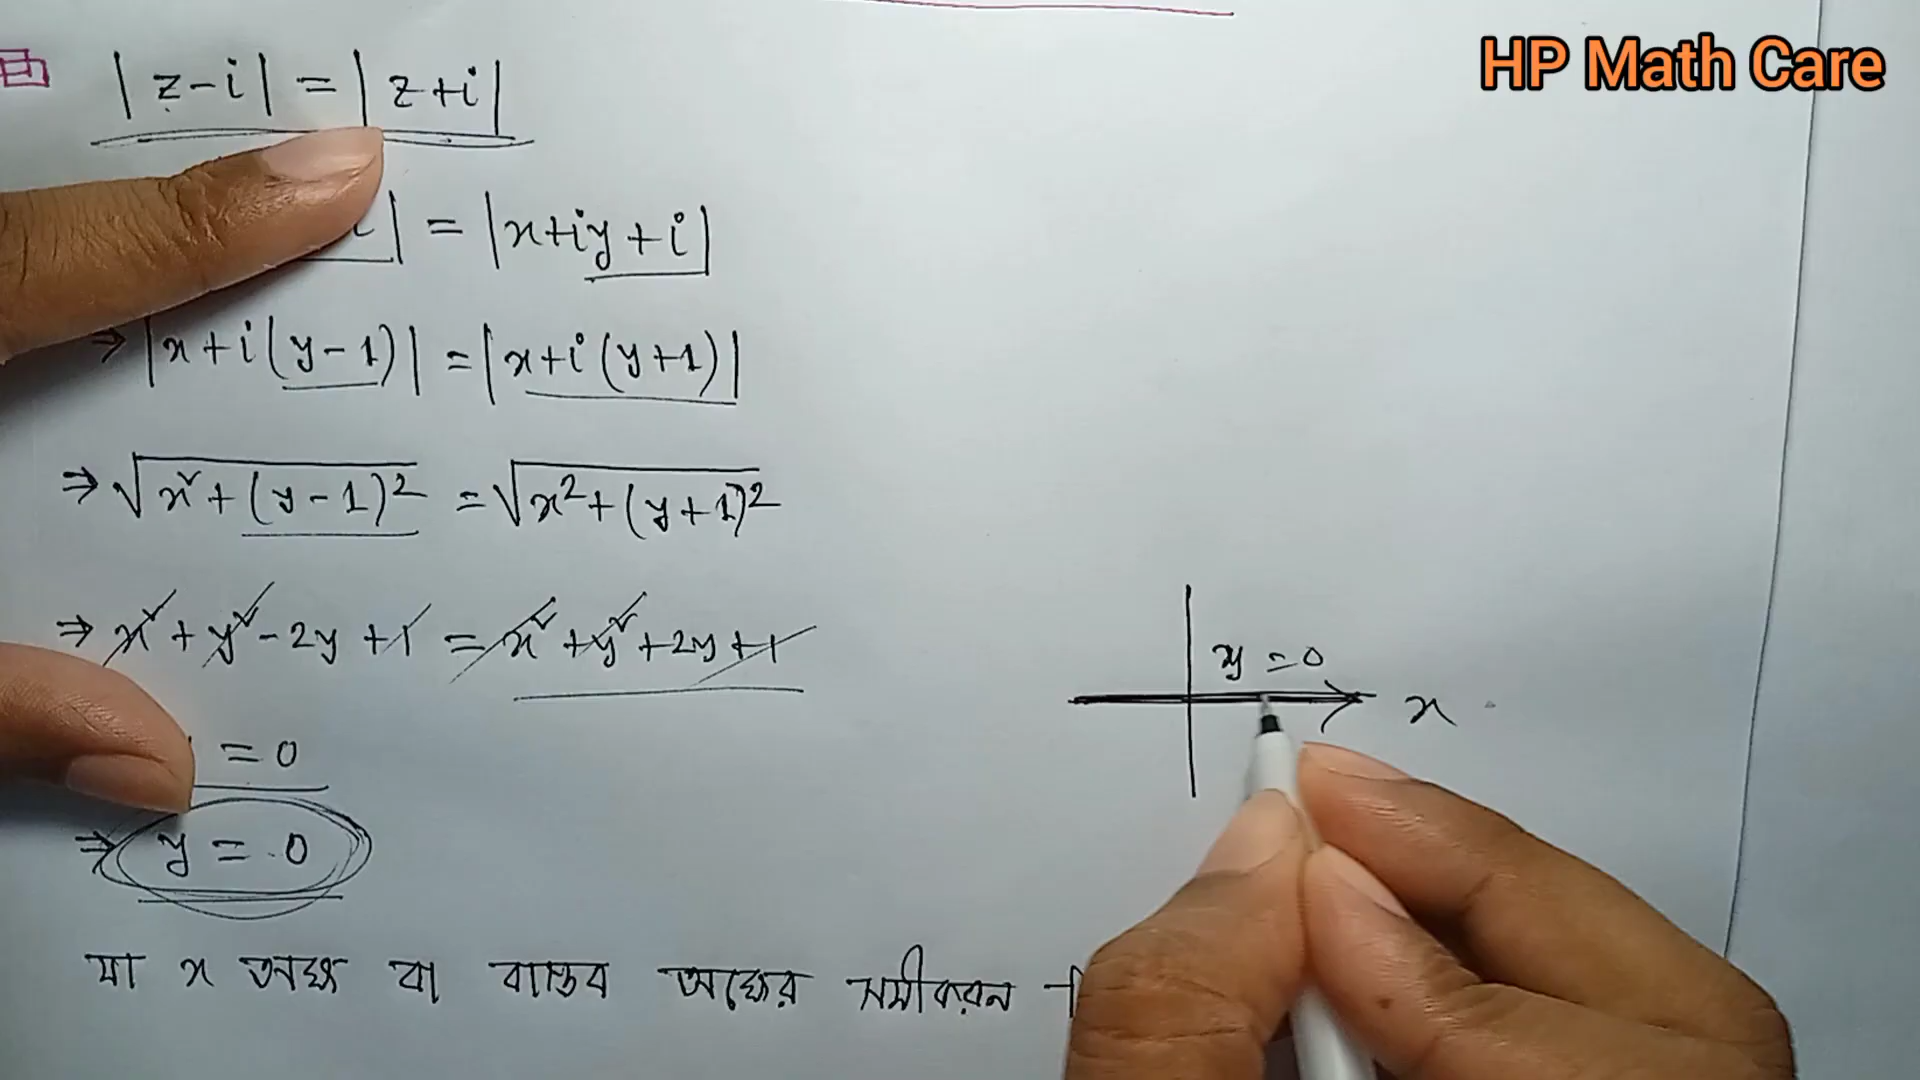 HP Math Care
|z-i| = |z+i|
i| = |x+iy+i|
⇒ |x+i(y-1)| = |x+i(y+1)|
⇒ √x²+(y-1)² = √x²+(y+1)²
⇒ x²+y²-2y+1 = x²+y²+2y+1
= 0
⇒ y = 0
y = 0
x
যা x অক্ষ বা বাস্তব অক্ষের সমীকরন